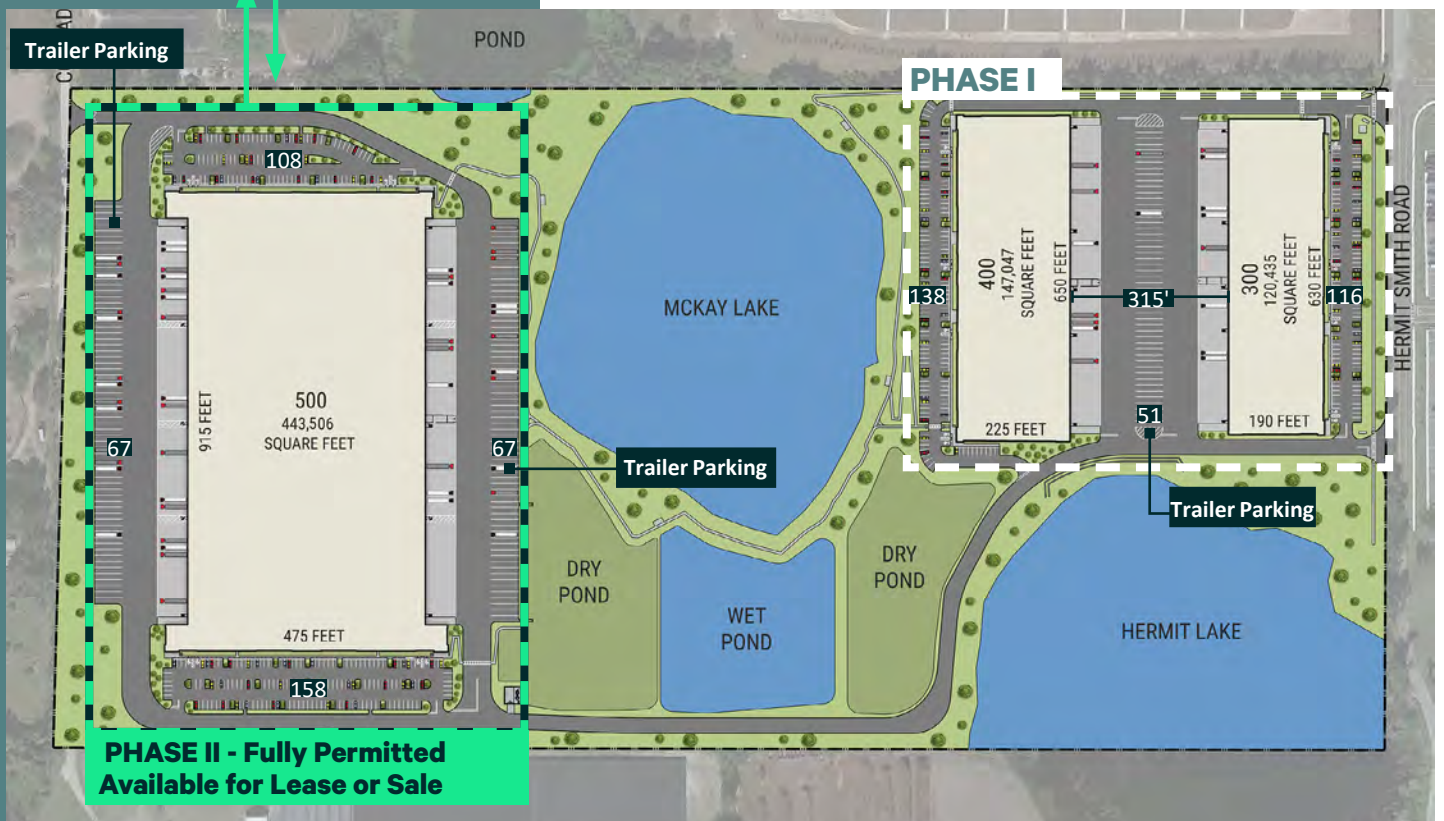 Trailer Parking
POND
PHASE I
108
138
400
147,047
SQUARE FEET
650 FEET
225 FEET
315'
300
120,435
SQUARE FEET
630 FEET
190 FEET
116
HERMIT SMITH ROAD
51
Trailer Parking
MCKAY LAKE
500
443,506
SQUARE FEET
915 FEET
475 FEET
67
67
Trailer Parking
DRY
POND
WET
POND
DRY
POND
HERMIT LAKE
158
PHASE II - Fully Permitted
Available for Lease or Sale